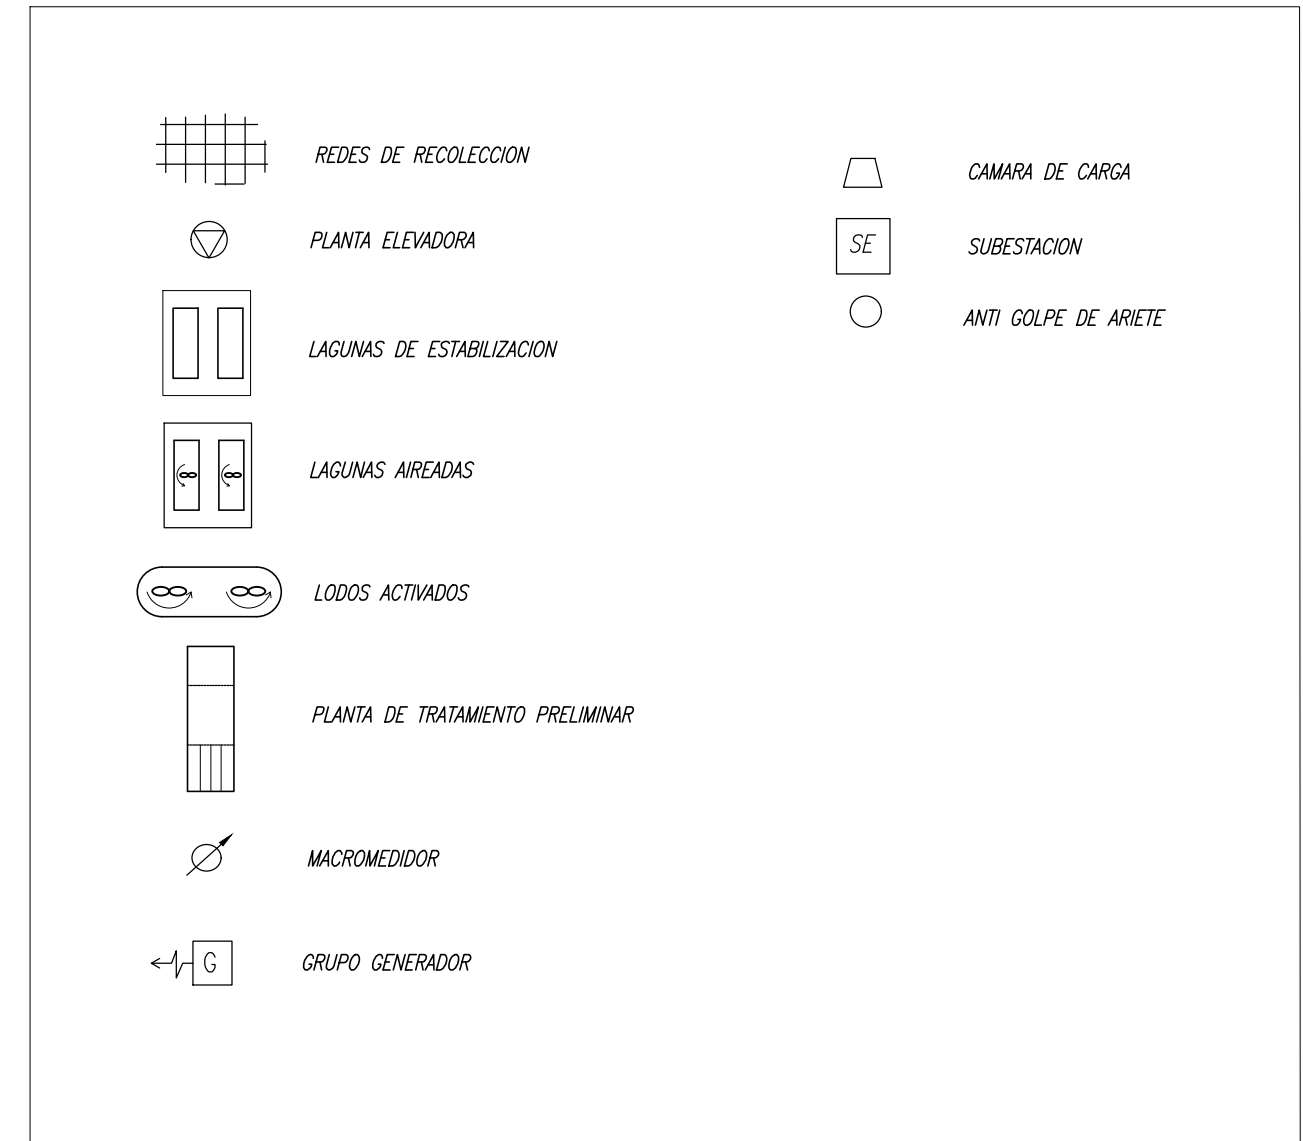 REDES DE RECOLECCION
PLANTA ELEVADORA
LAGUNAS DE ESTABILIZACION
LAGUNAS AIREADAS
LODOS ACTIVADOS
PLANTA DE TRATAMIENTO PRELIMINAR
MACROMEDIDOR
G GRUPO GENERADOR
CAMARA DE CARGA
SE SUBESTACION
ANTI GOLPE DE ARIETE